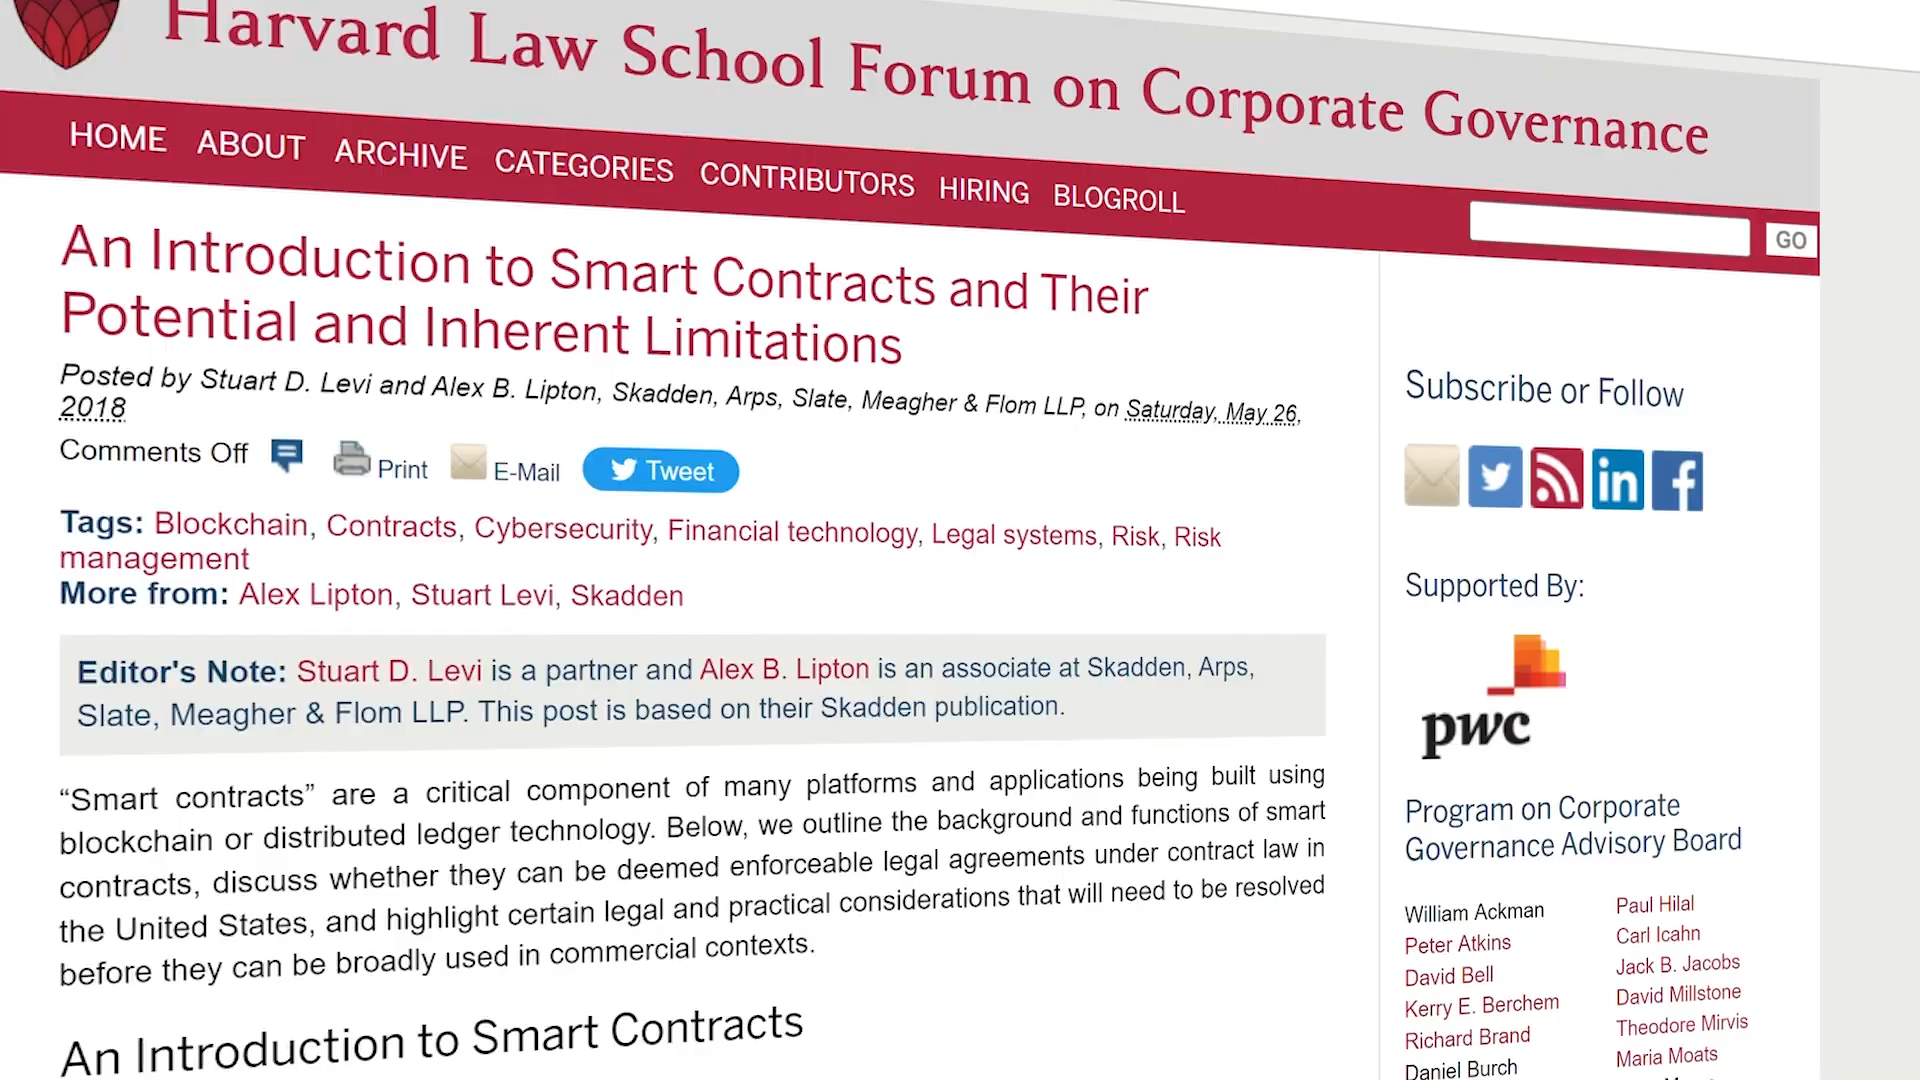 Harvard Law School Forum on Corporate Governance
HOME ABOUT ARCHIVE CATEGORIES CONTRIBUTORS HIRING BLOGROLL
GO
An Introduction to Smart Contracts and Their
Potential and Inherent Limitations
Posted by Stuart D. Levi and Alex B. Lipton, Skadden, Arps, Slate, Meagher & Flom LLP, on Saturday, May 26,
2018
Comments Off Print E-Mail Tweet
Tags: Blockchain, Contracts, Cybersecurity, Financial technology, Legal systems, Risk, Risk
management
More from: Alex Lipton, Stuart Levi, Skadden
Editor's Note: Stuart D. Levi is a partner and Alex B. Lipton is an associate at Skadden, Arps,
Slate, Meagher & Flom LLP. This post is based on their Skadden publication.
“Smart contracts” are a critical component of many platforms and applications being built using
blockchain or distributed ledger technology. Below, we outline the background and functions of smart
contracts, discuss whether they can be deemed enforceable legal agreements under contract law in
the United States, and highlight certain legal and practical considerations that will need to be resolved
before they can be broadly used in commercial contexts.
An Introduction to Smart Contracts
Subscribe or Follow
in f
Supported By:
pwc
Program on Corporate
Governance Advisory Board
William Ackman
Peter Atkins
David Bell
Kerry E. Berchem
Richard Brand
Daniel Burch
Paul Hilal
Carl Icahn
Jack B. Jacobs
David Millstone
Theodore Mirvis
Maria Moats